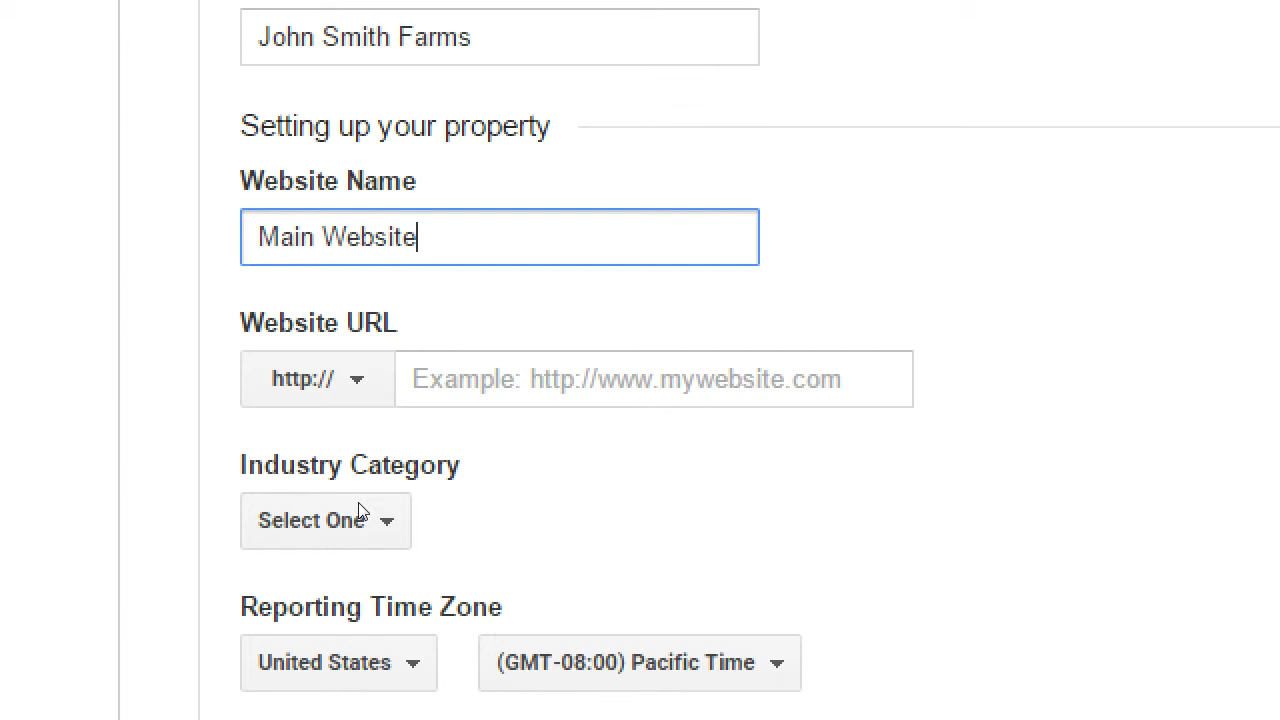 John Smith Farms
Setting up your property
Website Name
Main Website
Website URL
http:// Example: http://www.mywebsite.com
Industry Category
Select One
Reporting Time Zone
United States (GMT-08:00) Pacific Time